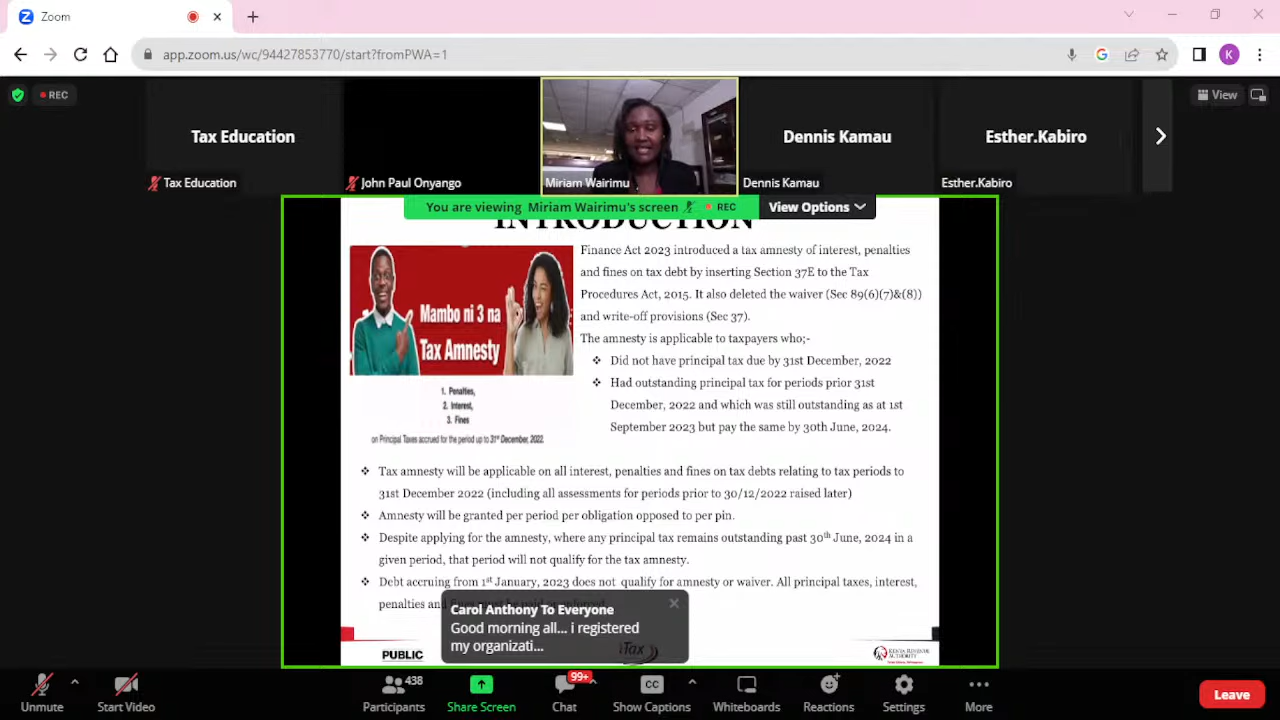 Zoom
app.zoom.us/wc/94427853770/start?fromPWA=1
K
REC
View
Tax Education
Dennis Kamau
Esther.Kabiro
Tax Education
John Paul Onyango
Miriam Wairimu
Dennis Kamau
Esther.Kabiro
You are viewing Miriam Wairimu's screen
REC
View Options
INTRODUCTION
Mambo ni 3 na
Tax Amnesty
1. Penalties,
2. Interest,
3. Fines
on Principal Taxes accrued for the period up to 31st December, 2022.
Finance Act 2023 introduced a tax amnesty of interest, penalties
and fines on tax debt by inserting Section 37E to the Tax
Procedures Act, 2015. It also deleted the waiver (Sec 89(6)(7)&(8))
and write-off provisions (Sec 37).
The amnesty is applicable to taxpayers who;-
❖ Did not have principal tax due by 31st December, 2022
❖ Had outstanding principal tax for periods prior 31st
December, 2022 and which was still outstanding as at 1st
September 2023 but pay the same by 30th June, 2024.
❖ Tax amnesty will be applicable on all interest, penalties and fines on tax debts relating to tax periods to
31st December 2022 (including all assessments for periods prior to 30/12/2022 raised later)
❖ Amnesty will be granted per period per obligation opposed to per pin.
❖ Despite applying for the amnesty, where any principal tax remains outstanding past 30th June, 2024 in a
given period, that period will not qualify for the tax amnesty.
❖ Debt accruing from 1st January, 2023 does not qualify for amnesty or waiver. All principal taxes, interest,
penalties and
Carol Anthony To Everyone
Good morning all... i registered
my organizati...
PUBLIC
iTax
KENYA REVENUE
AUTHORITY
Unmute
Start Video
438
Participants
Share Screen
99+
Chat
CC
Show Captions
Whiteboards
Reactions
Settings
More
Leave